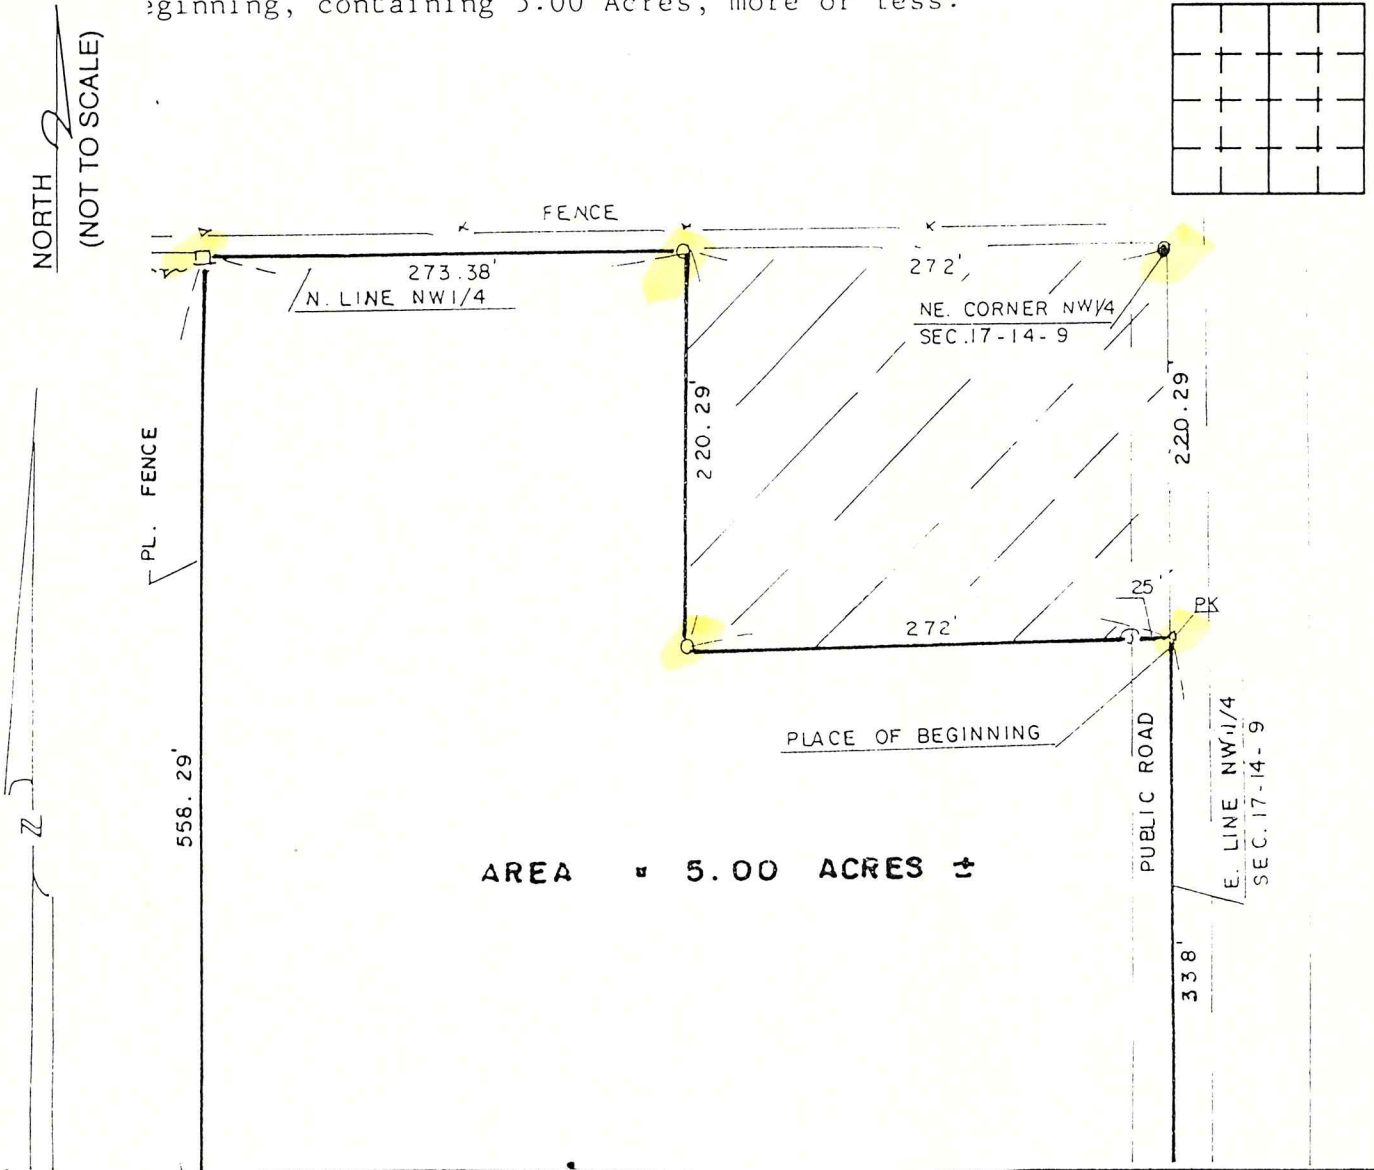 eginning, containing 5.00 Acres, more or less.
NORTH
(NOT TO SCALE)
FENCE
273.38'
N. LINE NW1/4
272'
NE. CORNER NW1/4
SEC.17-14-9
220.29'
220.29'
PL. FENCE
25'
PK
272'
PLACE OF BEGINNING
558.29'
PUBLIC ROAD
E. LINE NW1/4
SEC.17-14-9
AREA = 5.00 ACRES ±
338'